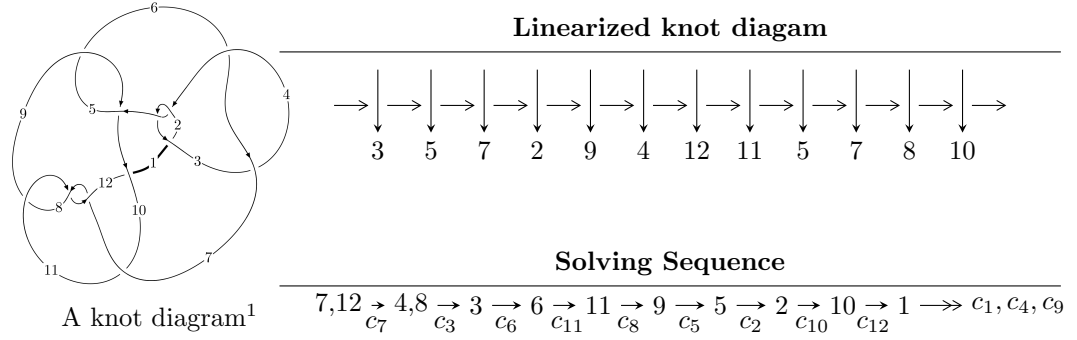 6
9
5
4
2
1
3
12
8
10
7
11
A knot diagram¹
Linearized knot diagam
3 5 7 2 9 4 12 11 5 7 8 10
Solving Sequence
7,12 → 4,8 → 3 → 6 → 11 → 9 → 5 → 2 → 10 → 1 ↠ c₁, c₄, c₉
c₇ c₃ c₆ c₁₁ c₈ c₅ c₂ c₁₀ c₁₂